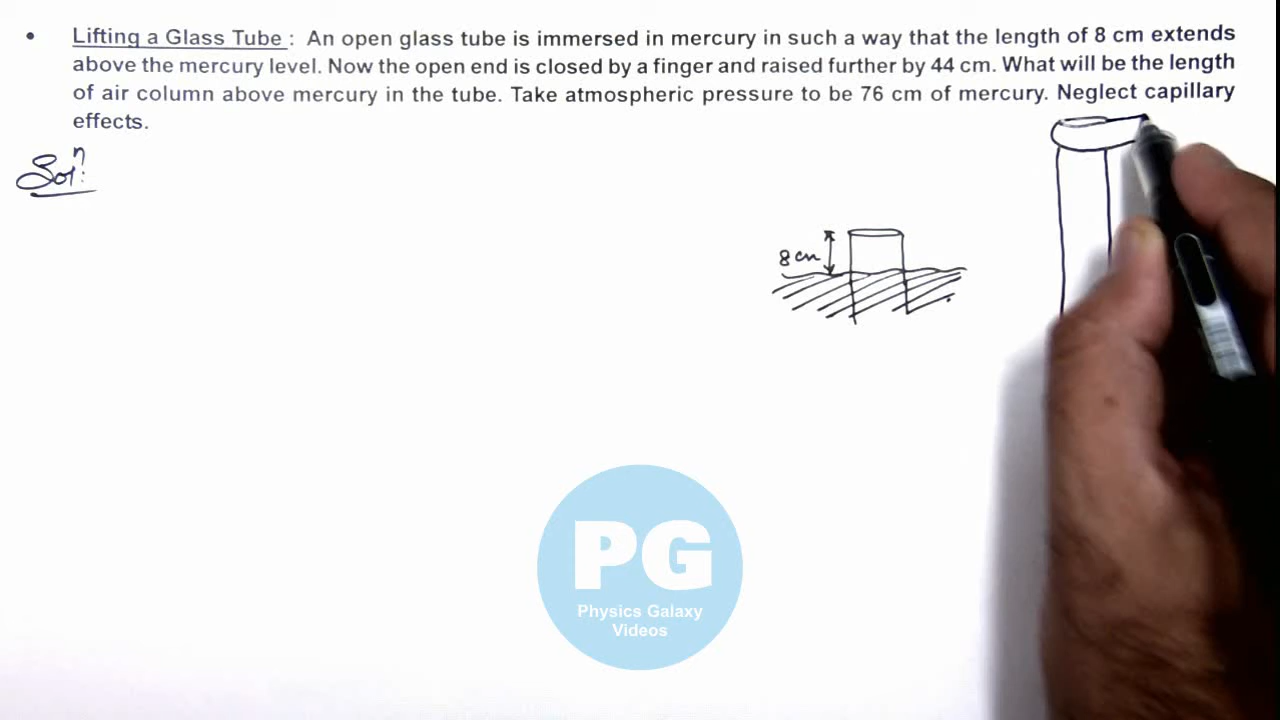 • Lifting a Glass Tube : An open glass tube is immersed in mercury in such a way that the length of 8 cm extends
above the mercury level. Now the open end is closed by a finger and raised further by 44 cm. What will be the length
of air column above mercury in the tube. Take atmospheric pressure to be 76 cm of mercury. Neglect capillary
effects.
Solⁿ:
8 cm
PG
Physics Galaxy
Videos